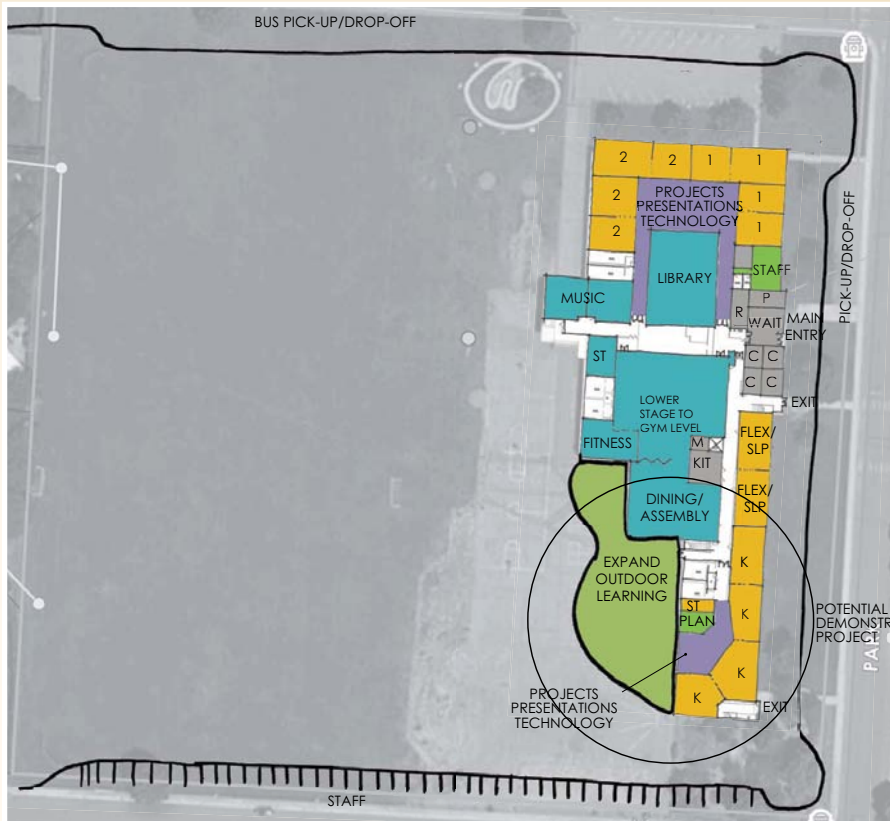 BUS PICK-UP/DROP-OFF
2
2
1
1
2
PROJECTS
PRESENTATIONS
TECHNOLOGY
1
2
1
LIBRARY
STAFF
PICK-UP/DROP-OFF
MUSIC
R
P
WAIT
MAIN
ENTRY
ST
C
C
C
C
EXIT
LOWER
STAGE TO
GYM LEVEL
FITNESS
M
KIT
FLEX/
SLP
FLEX/
SLP
DINING/
ASSEMBLY
EXPAND
OUTDOOR
LEARNING
K
ST
PLAN
K
POTENTIAL
DEMONSTR
PROJECT
PAR
K
K
PROJECTS
PRESENTATIONS
TECHNOLOGY
EXIT
STAFF